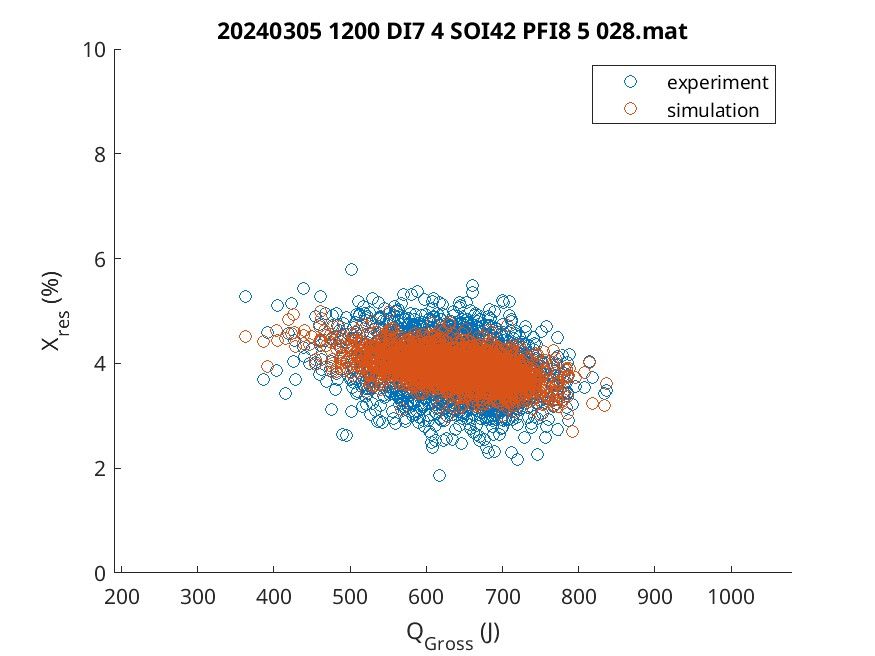 20240305 1200 DI7 4 SOI42 PFI8 5 028.mat
experiment
simulation
10
8
6
4
2
0
X_res (%)
200 300 400 500 600 700 800 900 1000
Q_Gross (J)